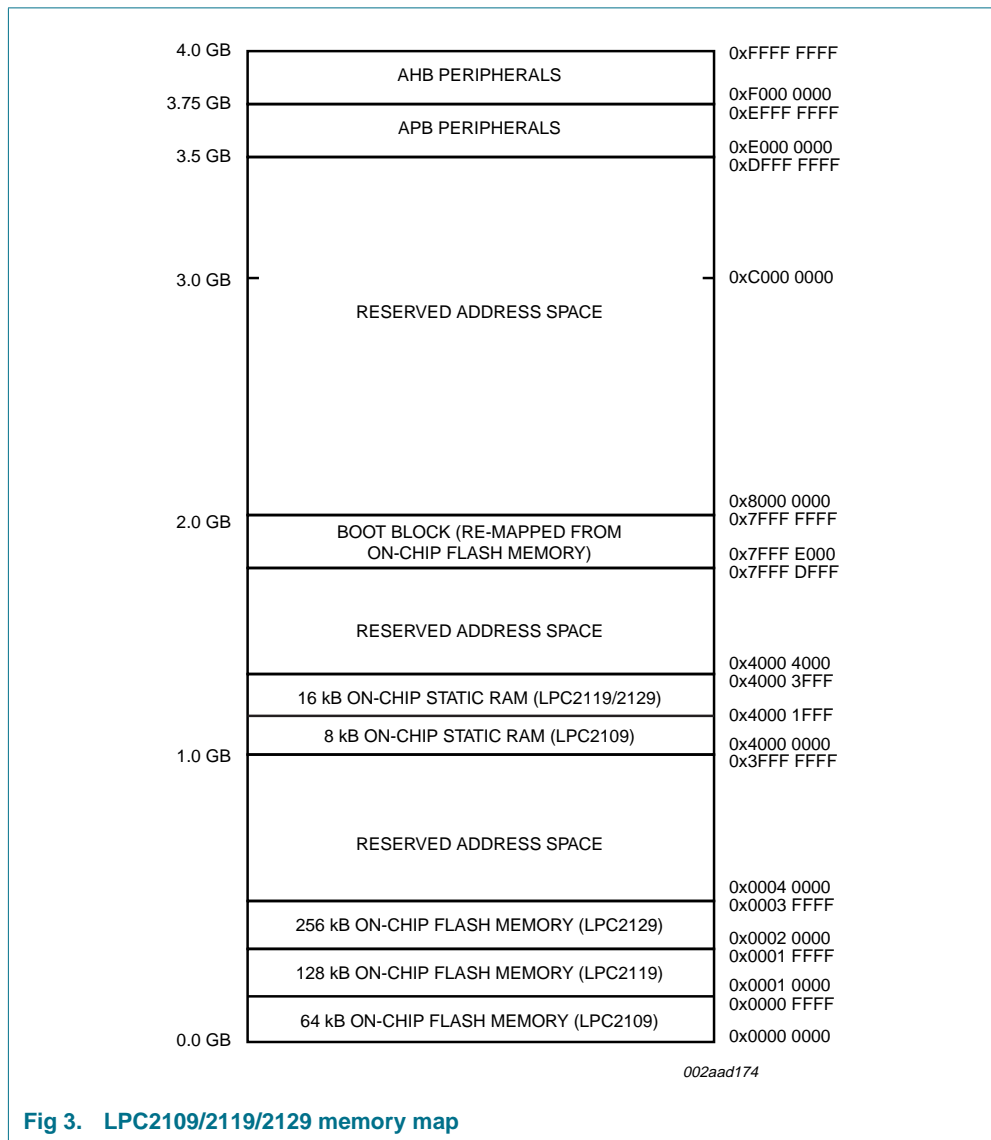 4.0 GB
0xFFFF FFFF
AHB PERIPHERALS
0xF000 0000
3.75 GB
0xEFFF FFFF
APB PERIPHERALS
0xE000 0000
3.5 GB
0xDFFF FFFF
3.0 GB
0xC000 0000
RESERVED ADDRESS SPACE
0x8000 0000
2.0 GB
0x7FFF FFFF
BOOT BLOCK (RE-MAPPED FROM
ON-CHIP FLASH MEMORY)
0x7FFF E000
0x7FFF DFFF
RESERVED ADDRESS SPACE
0x4000 4000
0x4000 3FFF
16 kB ON-CHIP STATIC RAM (LPC2119/2129)
0x4000 1FFF
8 kB ON-CHIP STATIC RAM (LPC2109)
0x4000 0000
1.0 GB
0x3FFF FFFF
RESERVED ADDRESS SPACE
0x0004 0000
0x0003 FFFF
256 kB ON-CHIP FLASH MEMORY (LPC2129)
0x0002 0000
0x0001 FFFF
128 kB ON-CHIP FLASH MEMORY (LPC2119)
0x0001 0000
0x0000 FFFF
64 kB ON-CHIP FLASH MEMORY (LPC2109)
0x0000 0000
0.0 GB
002aad174
Fig 3. LPC2109/2119/2129 memory map